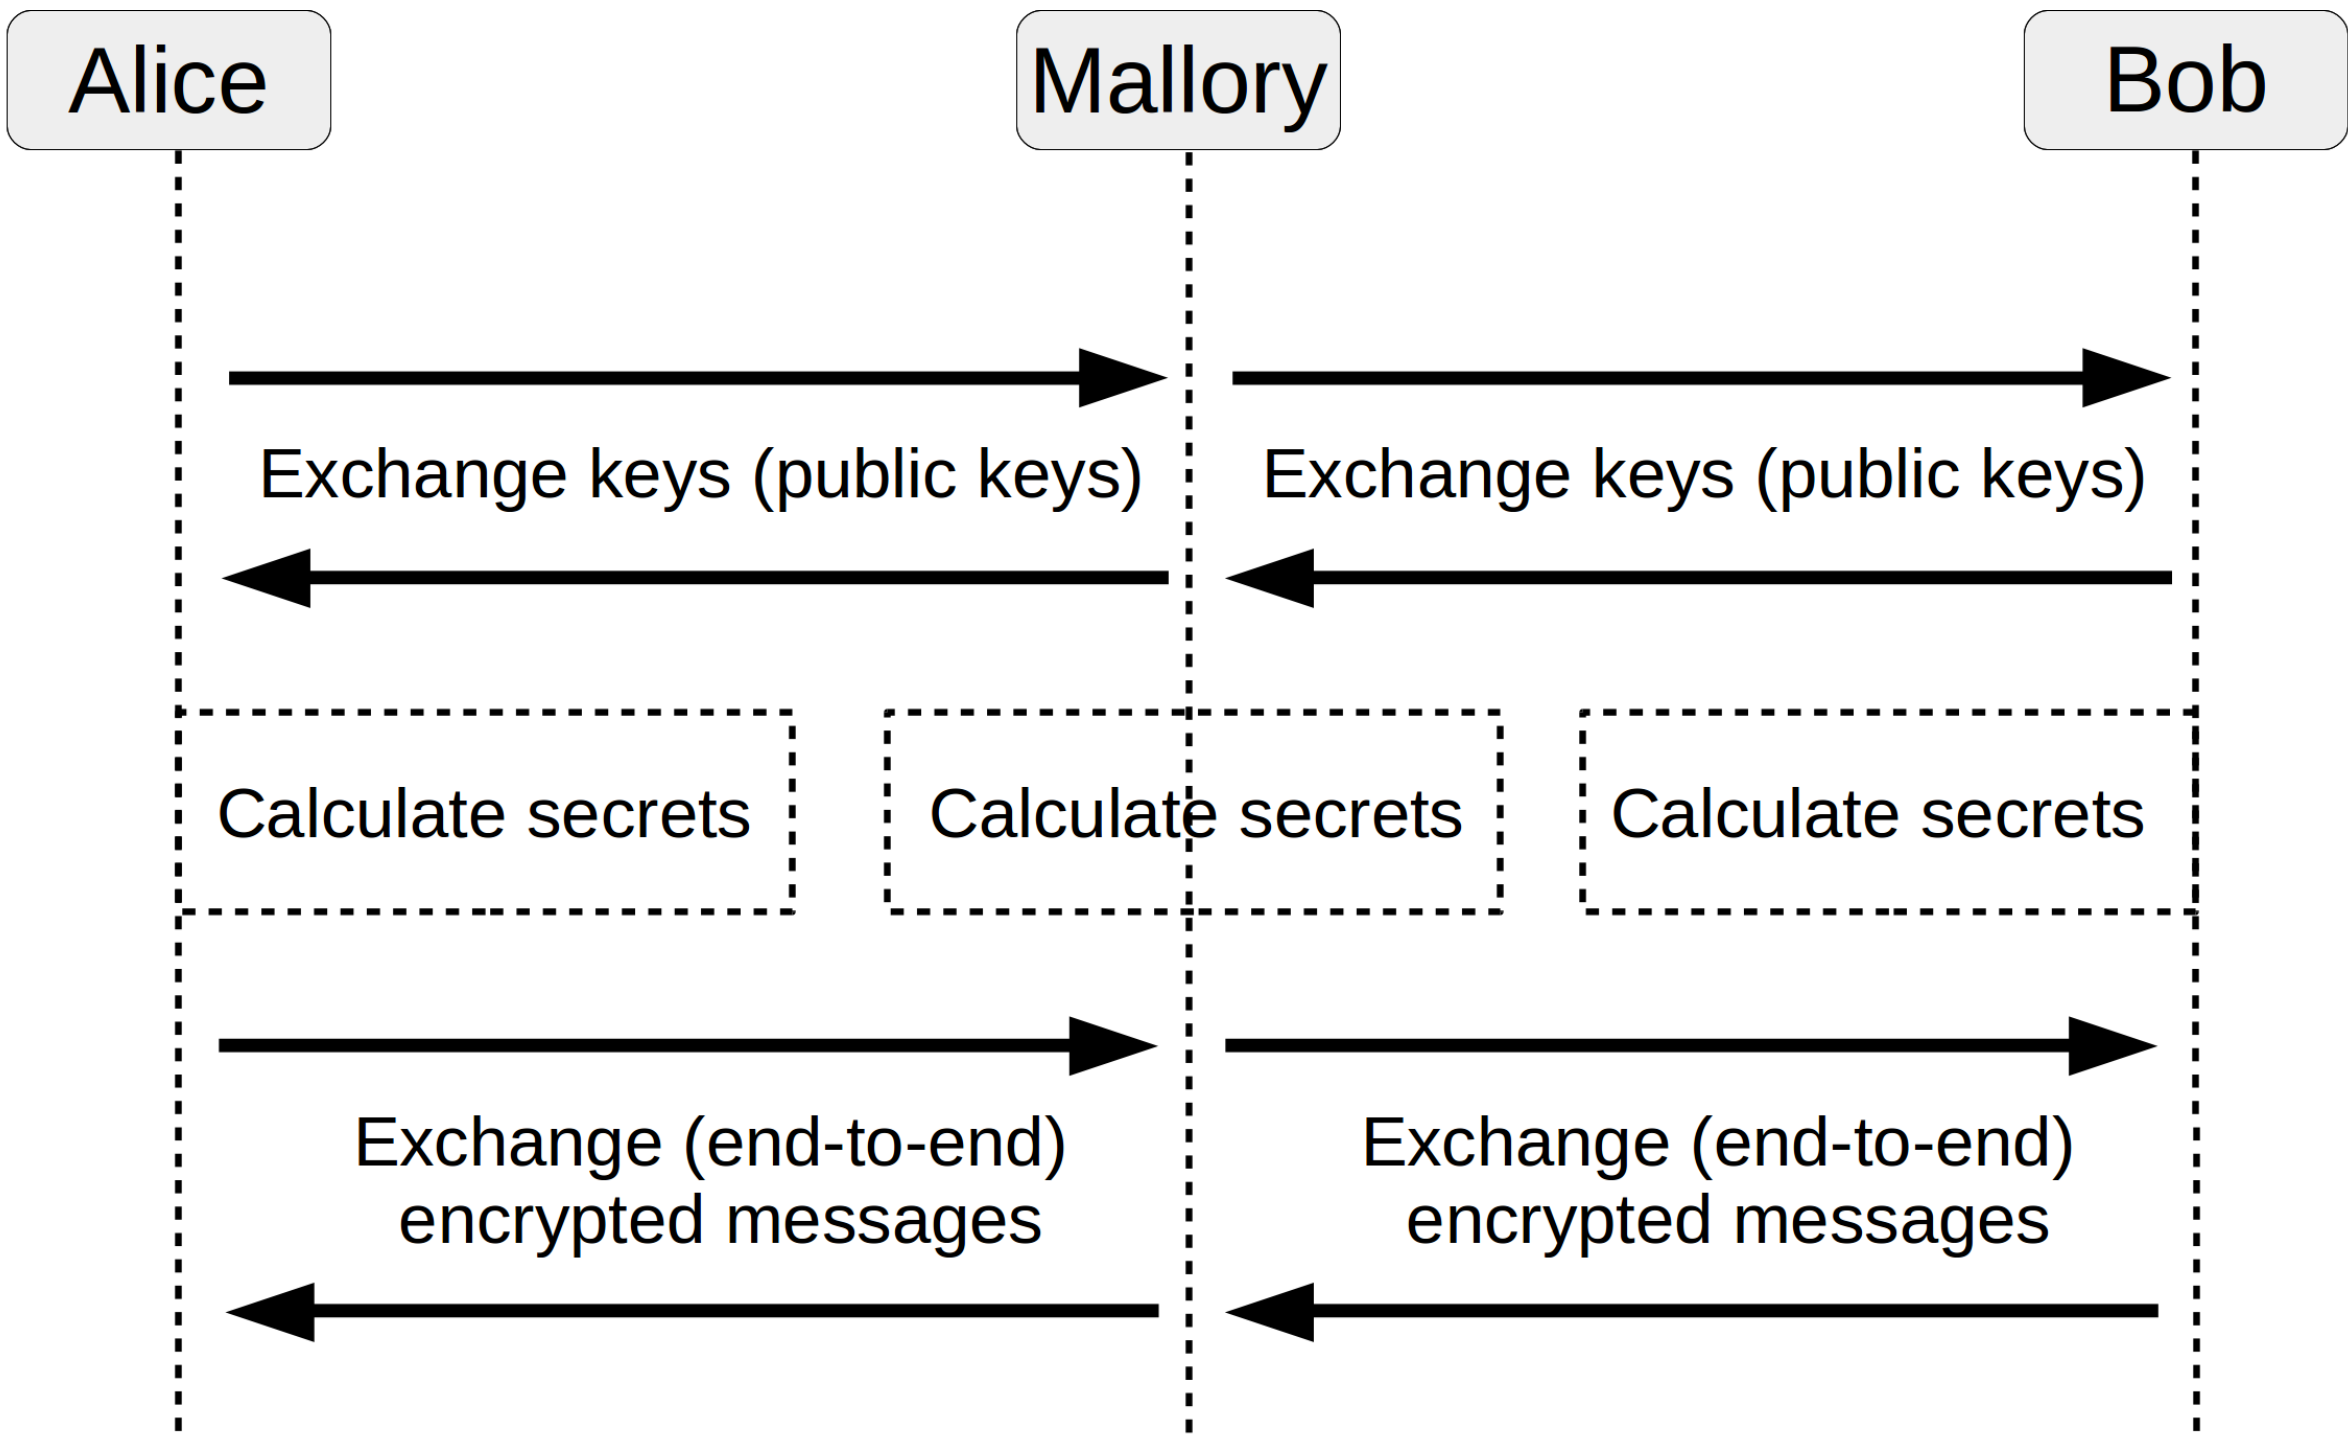 Alice
Mallory
Bob
Exchange keys (public keys)
Exchange keys (public keys)
Calculate secrets
Calculate secrets
Calculate secrets
Exchange (end-to-end)
encrypted messages
Exchange (end-to-end)
encrypted messages